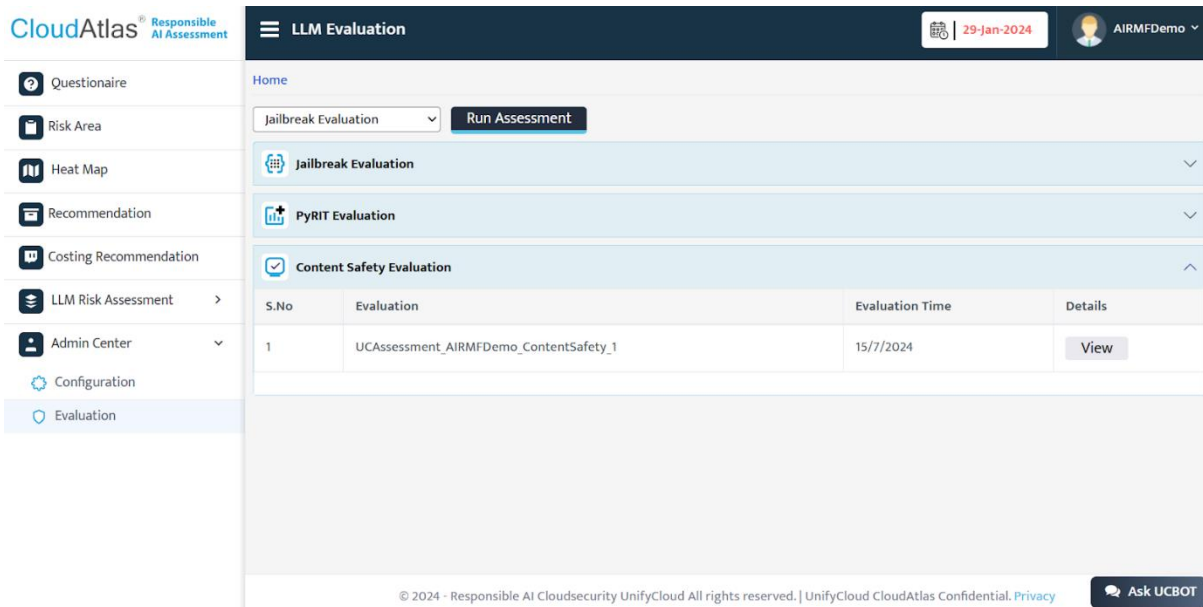 CloudAtlas® Responsible AI Assessment
LLM Evaluation
29-Jan-2024
AIRMFDemo
Questionaire
Risk Area
Heat Map
Recommendation
Costing Recommendation
LLM Risk Assessment
Admin Center
Configuration
Evaluation
Home
Jailbreak Evaluation
Run Assessment
Jailbreak Evaluation
PyRIT Evaluation
Content Safety Evaluation
S.No Evaluation Evaluation Time Details
1 UCAssessment_AIRMFDemo_ContentSafety_1 15/7/2024 View
© 2024 - Responsible AI Cloudsecurity UnifyCloud All rights reserved. | UnifyCloud CloudAtlas Confidential. Privacy
Ask UCBOT